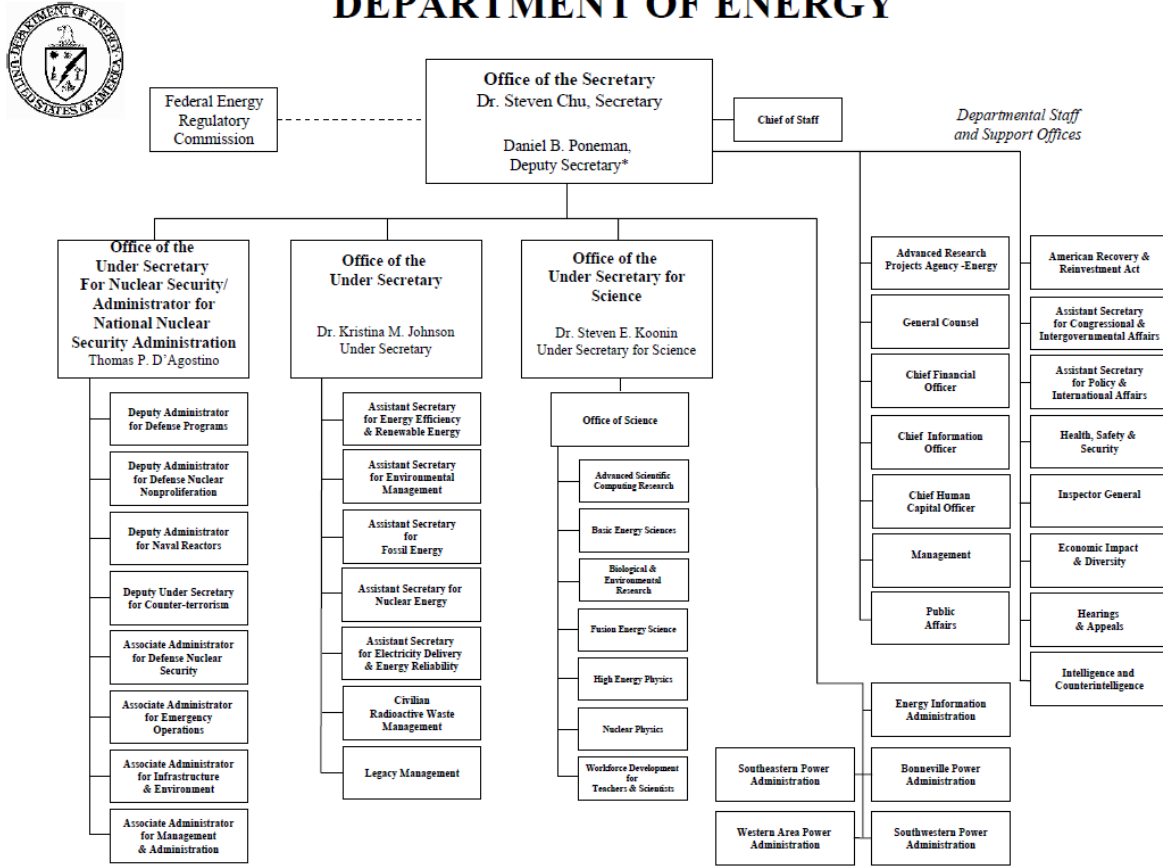 DEPARTMENT OF ENERGY
DEPARTMENT OF ENERGY
UNITED STATES OF AMERICA
Office of the Secretary
Dr. Steven Chu, Secretary
Daniel B. Poneman,
Deputy Secretary*
Federal Energy
Regulatory
Commission
Chief of Staff
Departmental Staff
and Support Offices
Office of the
Under Secretary
For Nuclear Security/
Administrator for
National Nuclear
Security Administration
Thomas P. D'Agostino
Deputy Administrator
for Defense Programs
Deputy Administrator
for Defense Nuclear
Nonproliferation
Deputy Administrator
for Naval Reactors
Deputy Under Secretary
for Counter-terrorism
Associate Administrator
for Defense Nuclear
Security
Associate Administrator
for Emergency
Operations
Associate Administrator
for Infrastructure
& Environment
Associate Administrator
for Management
& Administration
Office of the
Under Secretary
Dr. Kristina M. Johnson
Under Secretary
Assistant Secretary
for Energy Efficiency
& Renewable Energy
Assistant Secretary
for Environmental
Management
Assistant Secretary
for
Fossil Energy
Assistant Secretary for
Nuclear Energy
Assistant Secretary
for Electricity Delivery
& Energy Reliability
Civilian
Radioactive Waste
Management
Legacy Management
Office of the
Under Secretary for
Science
Dr. Steven E. Koonin
Under Secretary for Science
Office of Science
Advanced Scientific
Computing Research
Basic Energy Sciences
Biological &
Environmental
Research
Fusion Energy Science
High Energy Physics
Nuclear Physics
Workforce Development
for
Teachers & Scientists
Advanced Research
Projects Agency -Energy
General Counsel
Chief Financial
Officer
Chief Information
Officer
Chief Human
Capital Officer
Management
Public
Affairs
American Recovery &
Reinvestment Act
Assistant Secretary
for Congressional &
Intergovernmental Affairs
Assistant Secretary
for Policy &
International Affairs
Health, Safety &
Security
Inspector General
Economic Impact
& Diversity
Hearings
& Appeals
Intelligence and
Counterintelligence
Energy Information
Administration
Southeastern Power
Administration
Bonneville Power
Administration
Western Area Power
Administration
Southwestern Power
Administration